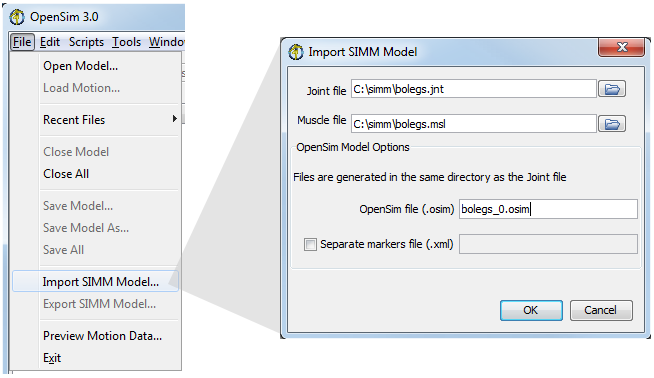 OpenSim 3.0
File Edit Scripts Tools Window
Open Model...
Load Motion...
Recent Files
Close Model
Close All
Save Model...
Save Model As...
Save All
Import SIMM Model...
Export SIMM Model...
Preview Motion Data...
Exit
Import SIMM Model
Joint file C:\simm\bolegs.jnt
Muscle file C:\simm\bolegs.msl
OpenSim Model Options
Files are generated in the same directory as the Joint file
OpenSim file (.osim) bolegs_0.osim
Separate markers file (.xml)
OK Cancel